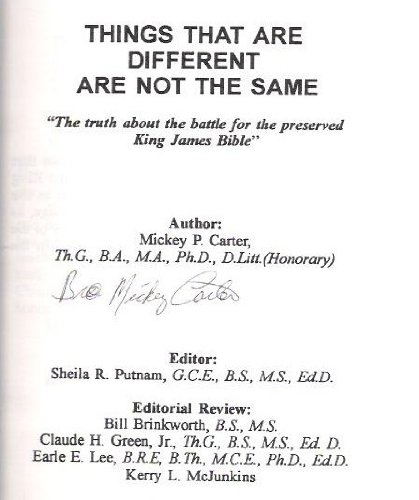 THINGS THAT ARE
DIFFERENT
ARE NOT THE SAME
"The truth about the battle for the preserved
King James Bible"
Author:
Mickey P. Carter,
Th.G., B.A., M.A., Ph.D., D.Litt.(Honorary)
Bro Mickey Carter
Editor:
Sheila R. Putnam, G.C.E., B.S., M.S., Ed.D.
Editorial Review:
Bill Brinkworth, B.S., M.S.
Claude H. Green, Jr., Th.G., B.S., M.S., Ed. D.
Earle E. Lee, B.R.E, B.Th., M.C.E., Ph.D., Ed.D.
Kerry L. McJunkins